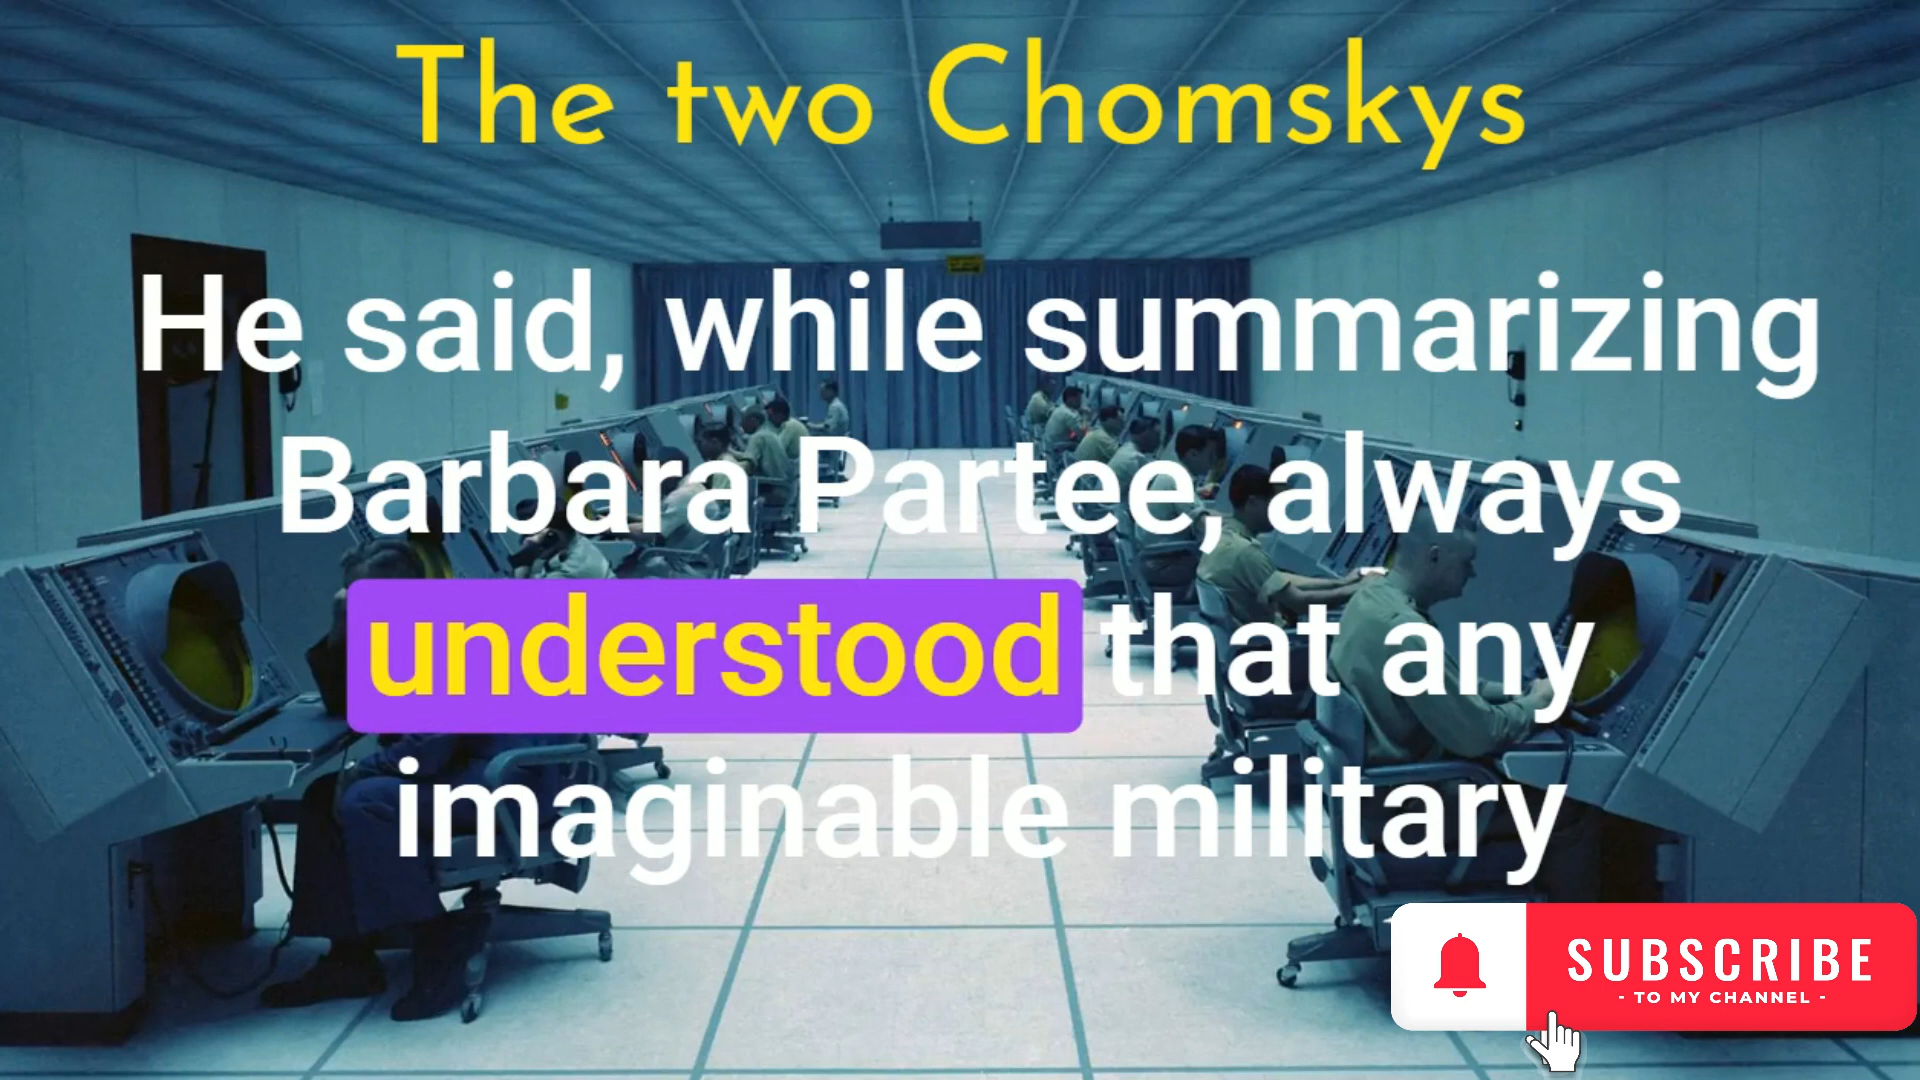 The two Chomskys
He said, while summarizing
Barbara Partee, always
understood that any
imaginable military
SUBSCRIBE
- TO MY CHANNEL -